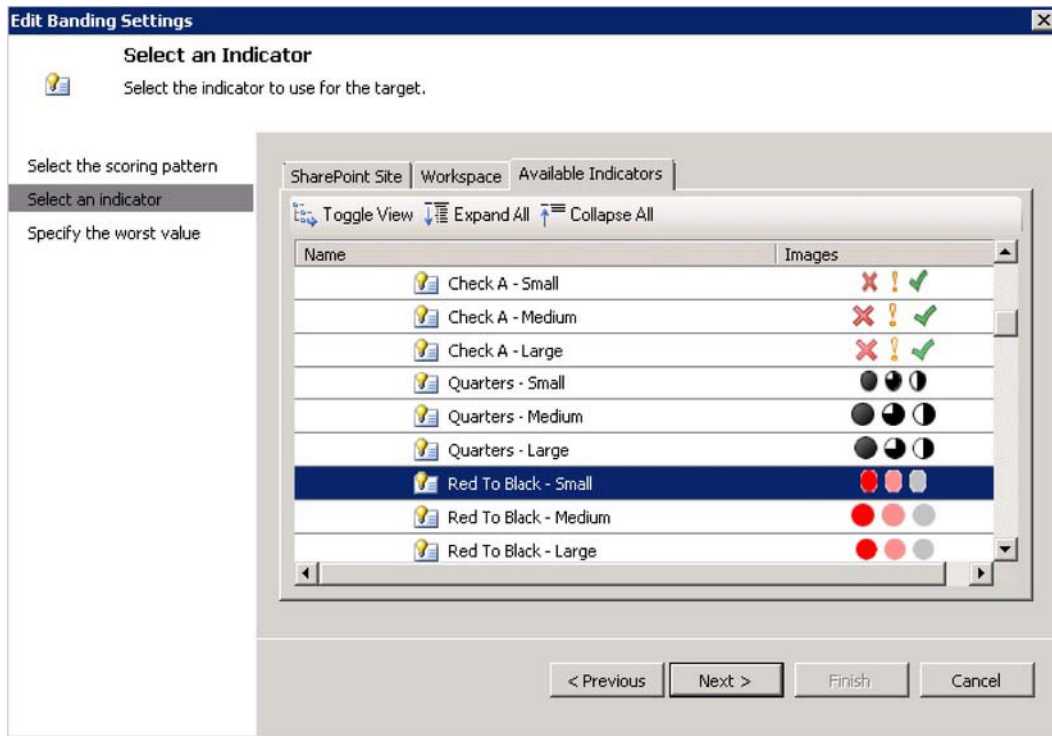 Edit Banding Settings
Select an Indicator
Select the indicator to use for the target.
Select the scoring pattern
Select an indicator
Specify the worst value
SharePoint Site Workspace Available Indicators
Toggle View Expand All Collapse All
Name Images
Check A - Small
Check A - Medium
Check A - Large
Quarters - Small
Quarters - Medium
Quarters - Large
Red To Black - Small
Red To Black - Medium
Red To Black - Large
< Previous Next > Finish Cancel